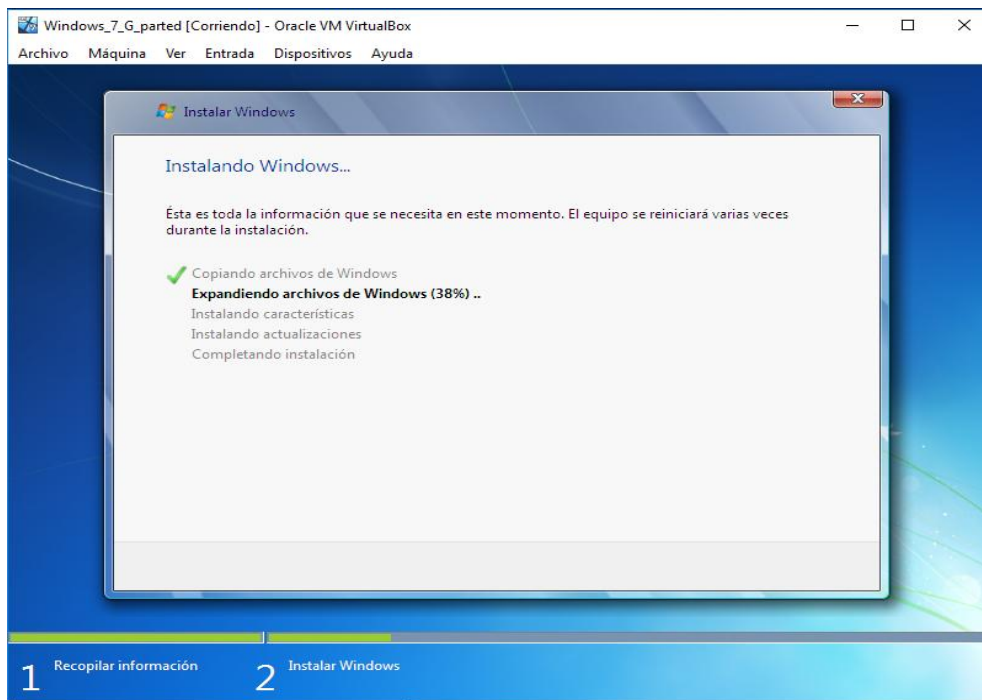 Windows_7_G_parted [Corriendo] - Oracle VM VirtualBox
Archivo Máquina Ver Entrada Dispositivos Ayuda
Instalar Windows
Instalando Windows...
Ésta es toda la información que se necesita en este momento. El equipo se reiniciará varias veces
durante la instalación.
Copiando archivos de Windows
Expandiendo archivos de Windows (38%) ..
Instalando características
Instalando actualizaciones
Completando instalación
1 Recopilar información 2 Instalar Windows